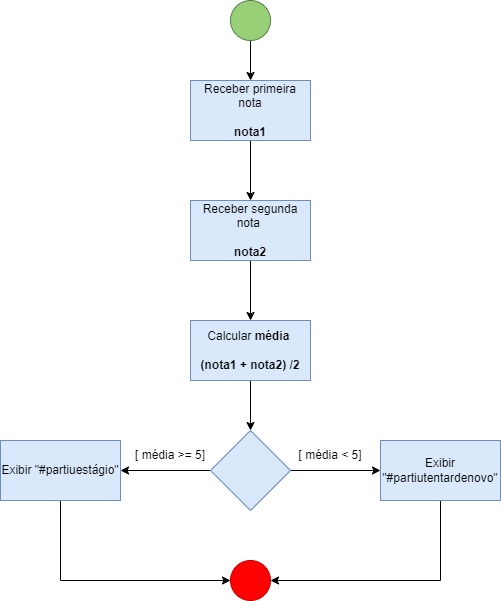 Receber primeira
nota
nota1
Receber segunda
nota
nota2
Calcular média
(nota1 + nota2) /2
[ média >= 5]
[ média < 5]
Exibir "#partiuestágio"
Exibir
"#partiutentardenovo"